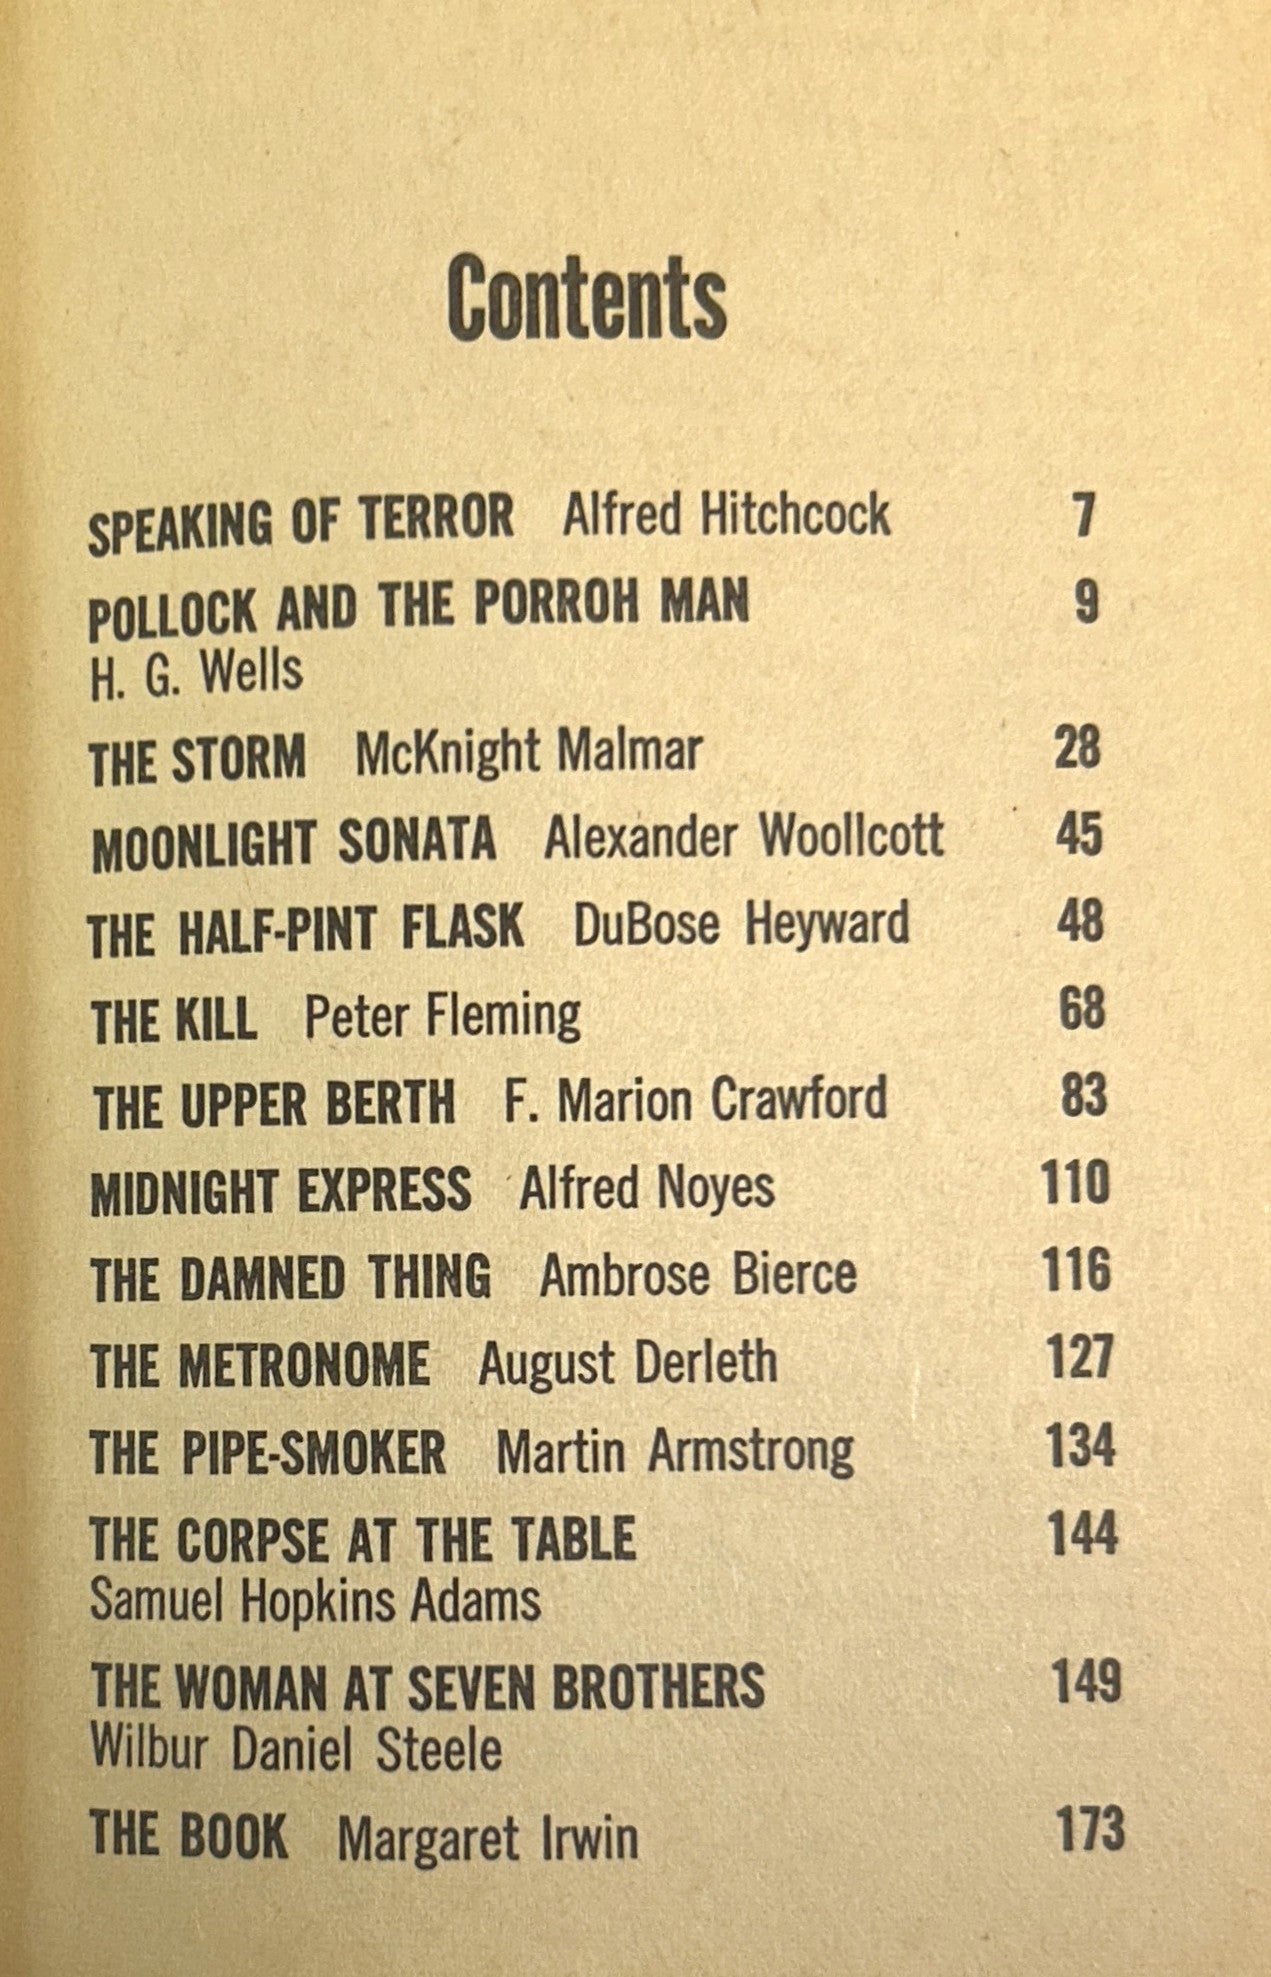 Contents
SPEAKING OF TERROR Alfred Hitchcock 7
POLLOCK AND THE PORROH MAN 9
H. G. Wells
THE STORM McKnight Malmar 28
MOONLIGHT SONATA Alexander Woollcott 45
THE HALF-PINT FLASK DuBose Heyward 48
THE KILL Peter Fleming 68
THE UPPER BERTH F. Marion Crawford 83
MIDNIGHT EXPRESS Alfred Noyes 110
THE DAMNED THING Ambrose Bierce 116
THE METRONOME August Derleth 127
THE PIPE-SMOKER Martin Armstrong 134
THE CORPSE AT THE TABLE 144
Samuel Hopkins Adams
THE WOMAN AT SEVEN BROTHERS 149
Wilbur Daniel Steele
THE BOOK Margaret Irwin 173